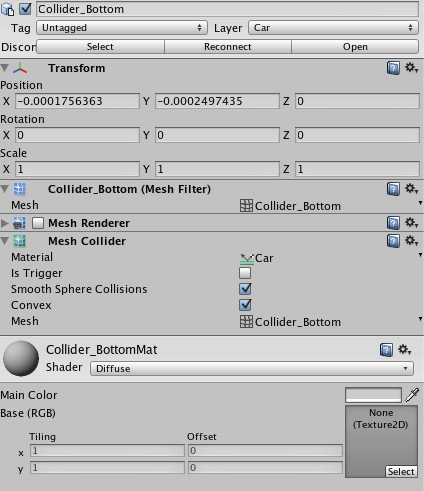 Collider_Bottom
Tag Untagged Layer Car
Discon Select Reconnect Open
Transform
Position
X -0.0001756363 Y -0.0002497435 Z 0
Rotation
X 0 Y 0 Z 0
Scale
X 1 Y 1 Z 1
Collider_Bottom (Mesh Filter)
Mesh Collider_Bottom
Mesh Renderer
Mesh Collider
Material Car
Is Trigger
Smooth Sphere Collisions
Convex
Mesh Collider_Bottom
Collider_BottomMat
Shader Diffuse
Main Color
Base (RGB) None
(Texture2D)
Tiling Offset
x 1 0
y 1 0
Select